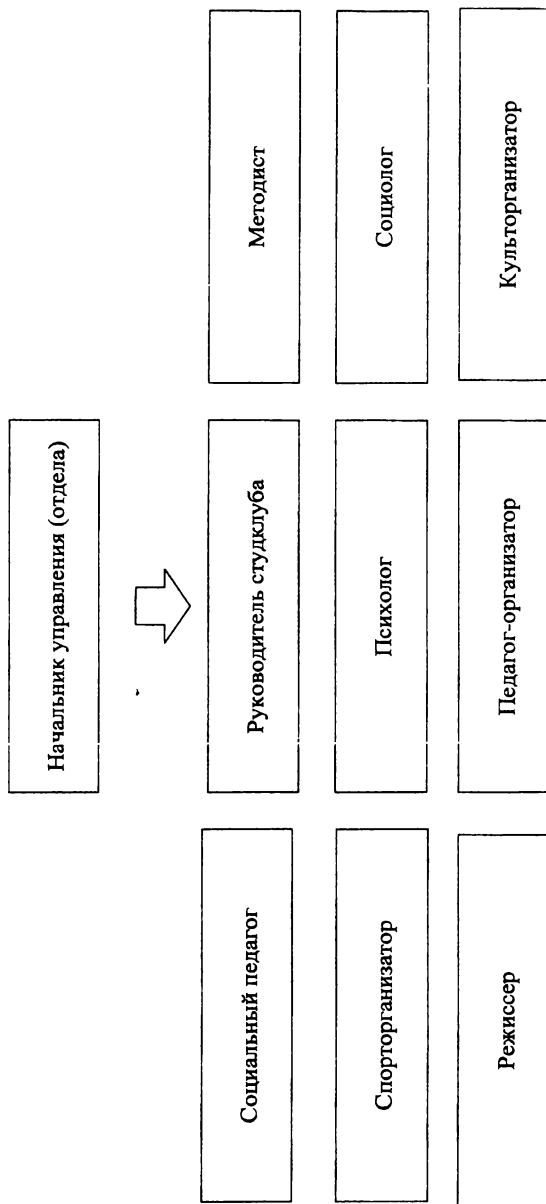 Начальник управления (отдела)
Социальный педагог
Руководитель студклуба
Методист
Спорторганизатор
Психолог
Социолог
Режиссер
Педагог-организатор
Культорганизатор